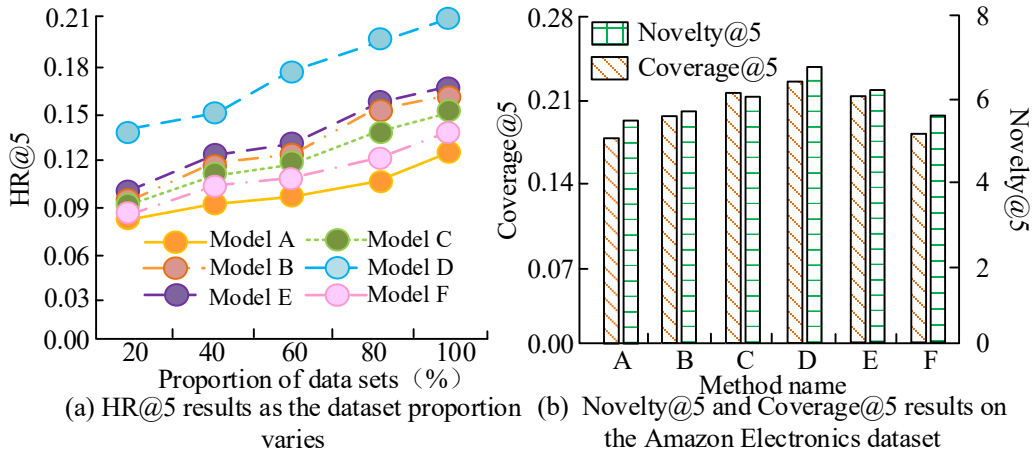 0.21
0.18
0.15
0.12
0.09
0.06
0.03
0.00
HR@5
Model A
Model C
Model B
Model D
Model E
Model F
20
40
60
80
100
Proportion of data sets（%）
(a) HR@5 results as the dataset proportion
varies
0.28
0.21
0.14
0.07
0.00
Coverage@5
Novelty@5
Coverage@5
8
6
4
2
0
Novelty@5
A
B
C
D
E
F
Method name
(b) Novelty@5 and Coverage@5 results on
the Amazon Electronics dataset